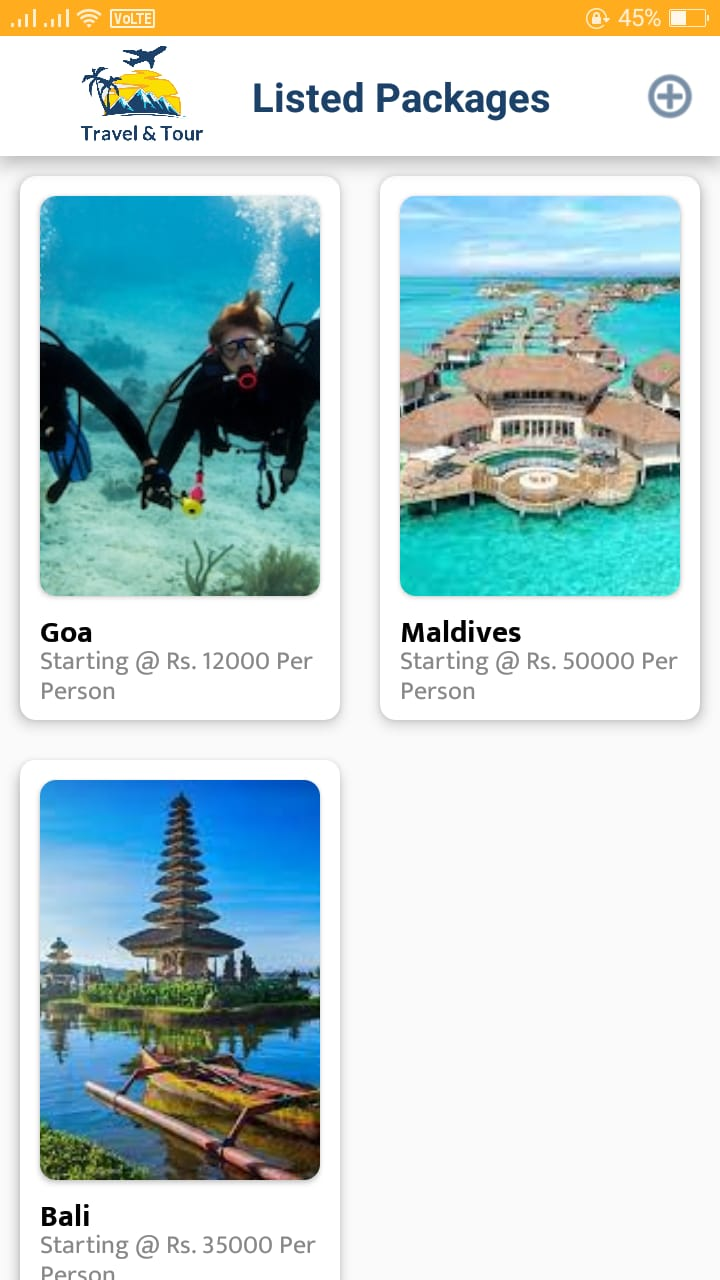 VoLTE 45%
Travel & Tour
Listed Packages
Goa
Starting @ Rs. 12000 Per
Person
Maldives
Starting @ Rs. 50000 Per
Person
Bali
Starting @ Rs. 35000 Per
Person